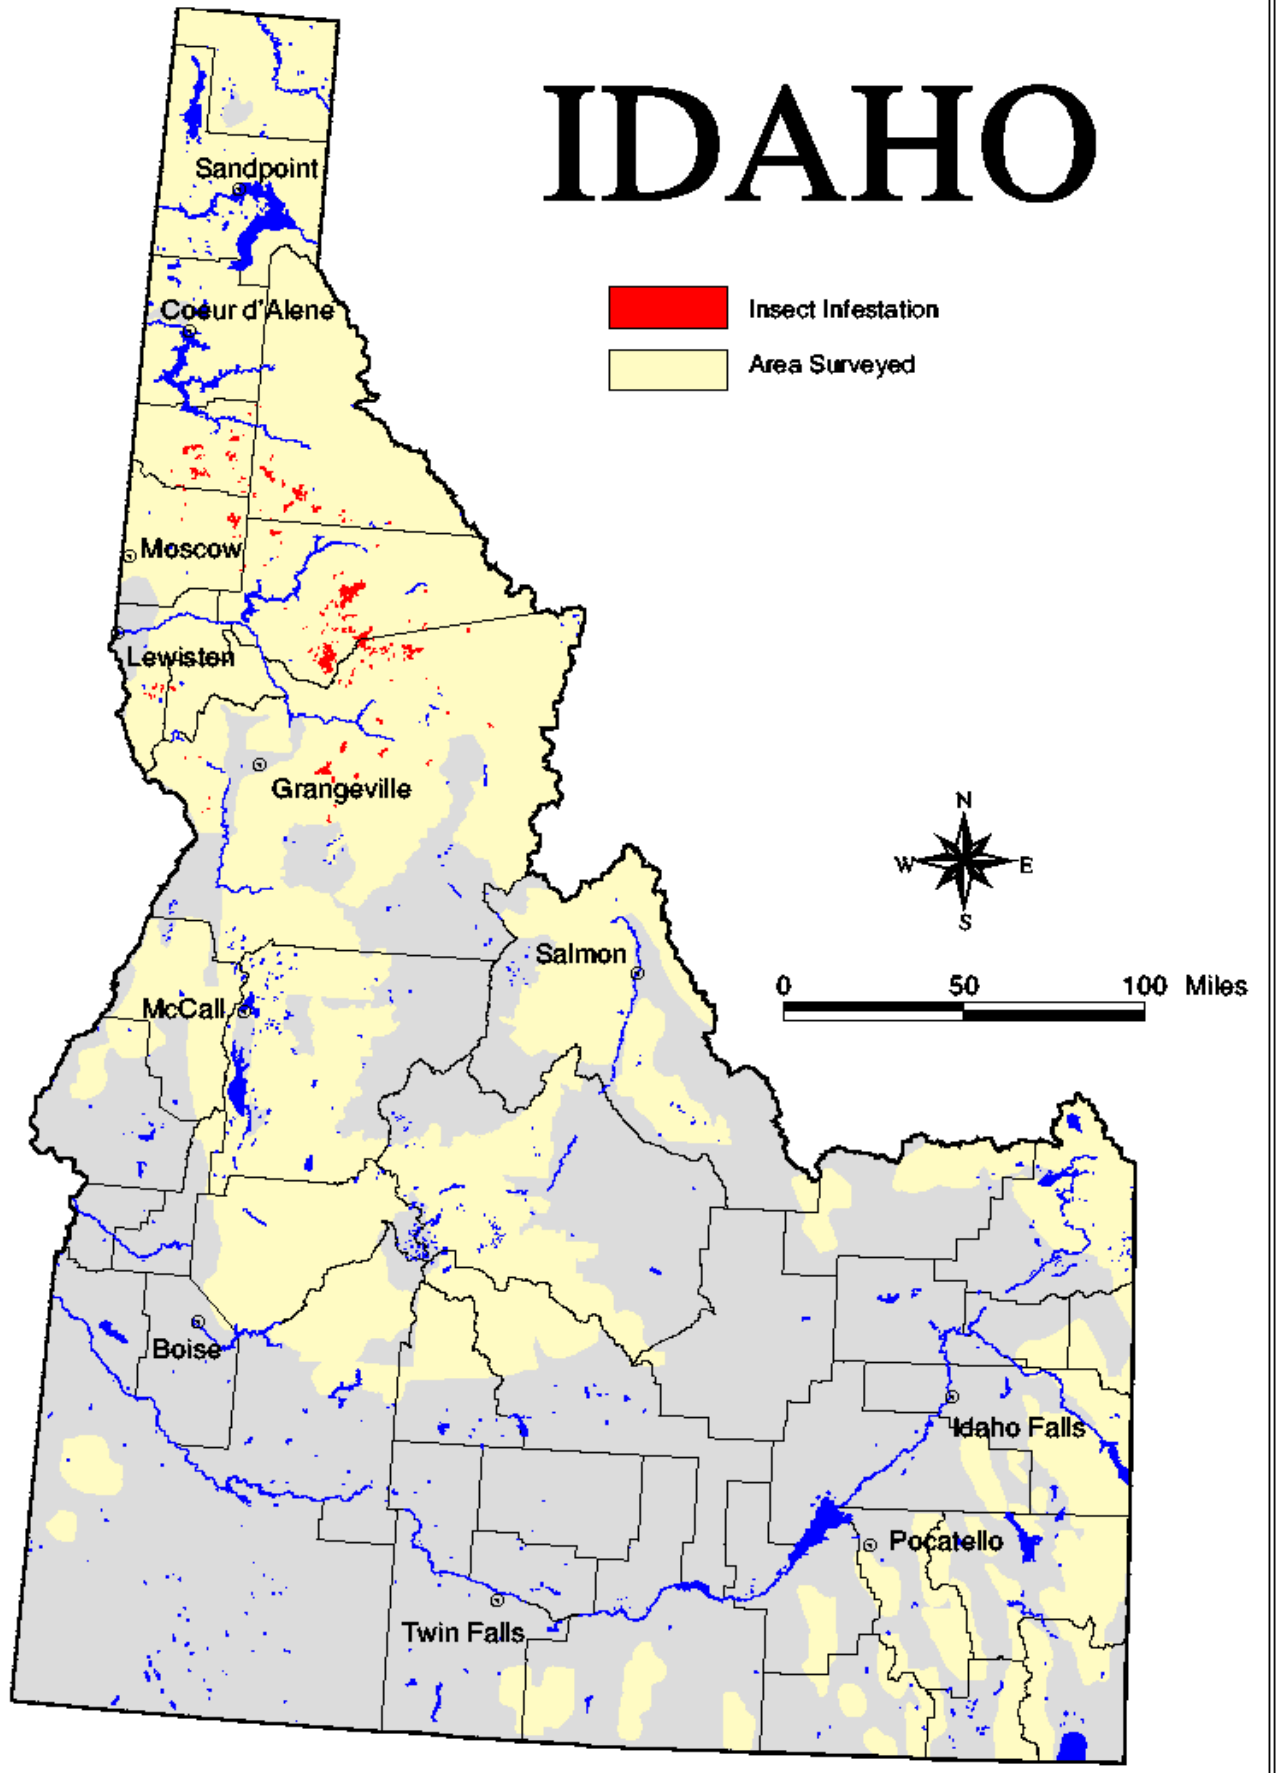 IDAHO
Sandpoint
Insect Infestation
Coeur d'Alene
Area Surveyed
Moscow
Lewiston
Grangeville
N
W E
S
Salmon
0 50 100 Miles
McCall
Boise
Idaho Falls
Pocatello
Twin Falls